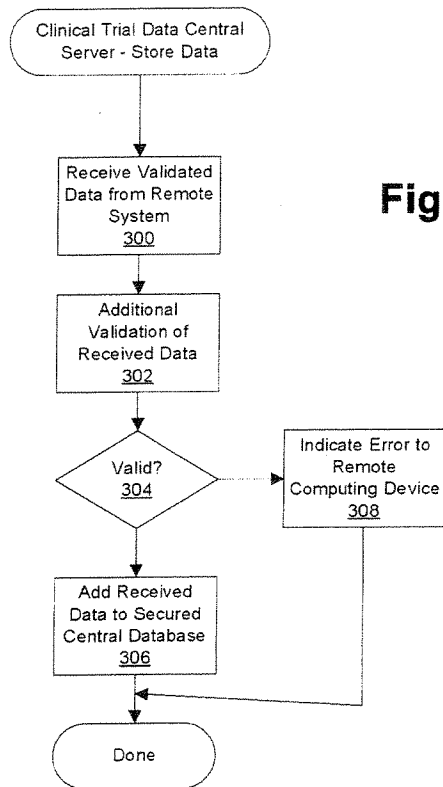 Clinical Trial Data Central
Server - Store Data
Receive Validated
Data from Remote
System
300
Fig
Additional
Validation of
Received Data
302
Valid?
304
Indicate Error to
Remote
Computing Device
308
Add Received
Data to Secured
Central Database
306
Done